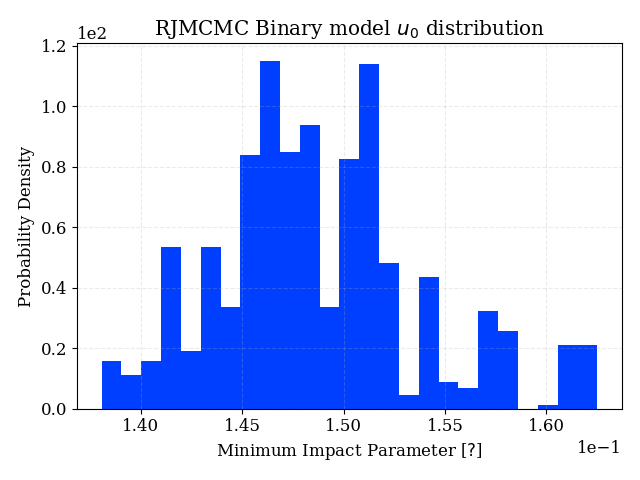 RJMCMC Binary model u₀ distribution
1e2
1.2
1.0
0.8
0.6
0.4
0.2
0.0
Probability Density
1.40 1.45 1.50 1.55 1.60
1e−1
Minimum Impact Parameter [?]